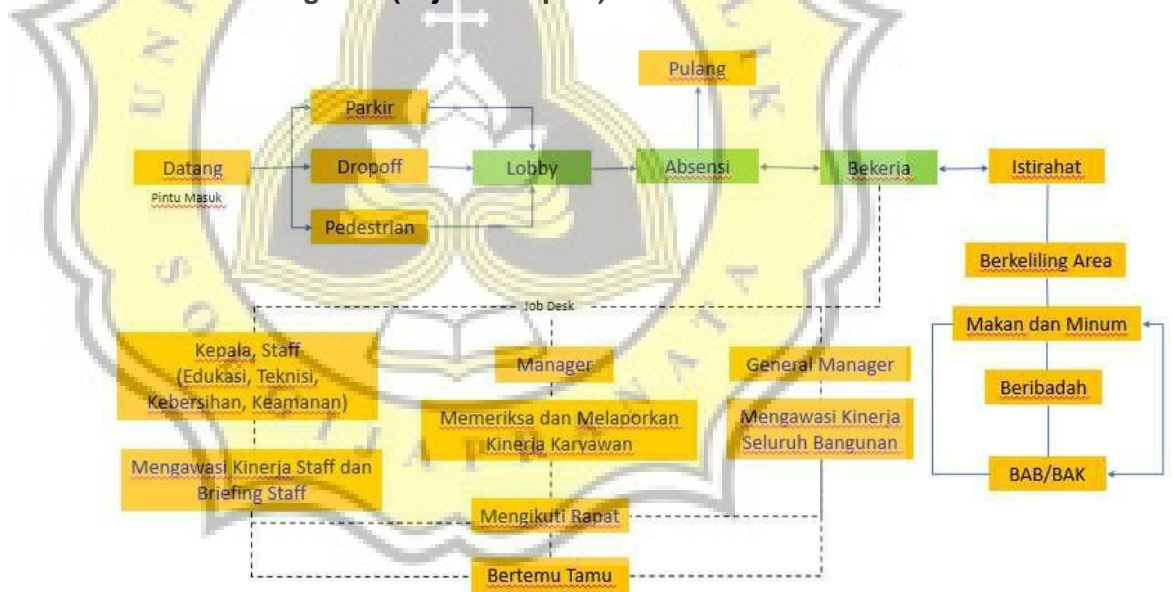 Pulang
Parkir
Datang
Dropoff
Lobby
Absensi
Bekerja
Istirahat
Pintu Masuk
Pedestrian
Berkeliling Area
Job Desk
Makan dan Minum
Kepala, Staff
(Edukasi, Teknisi,
Kebersihan, Keamanan)
Manager
General Manager
Beribadah
Memeriksa dan Melaporkan
Kinerja Karyawan
Mengawasi Kinerja
Seluruh Bangunan
Mengawasi Kinerja Staff dan
Briefing Staff
BAB/BAK
Mengikuti Rapat
Bertemu Tamu